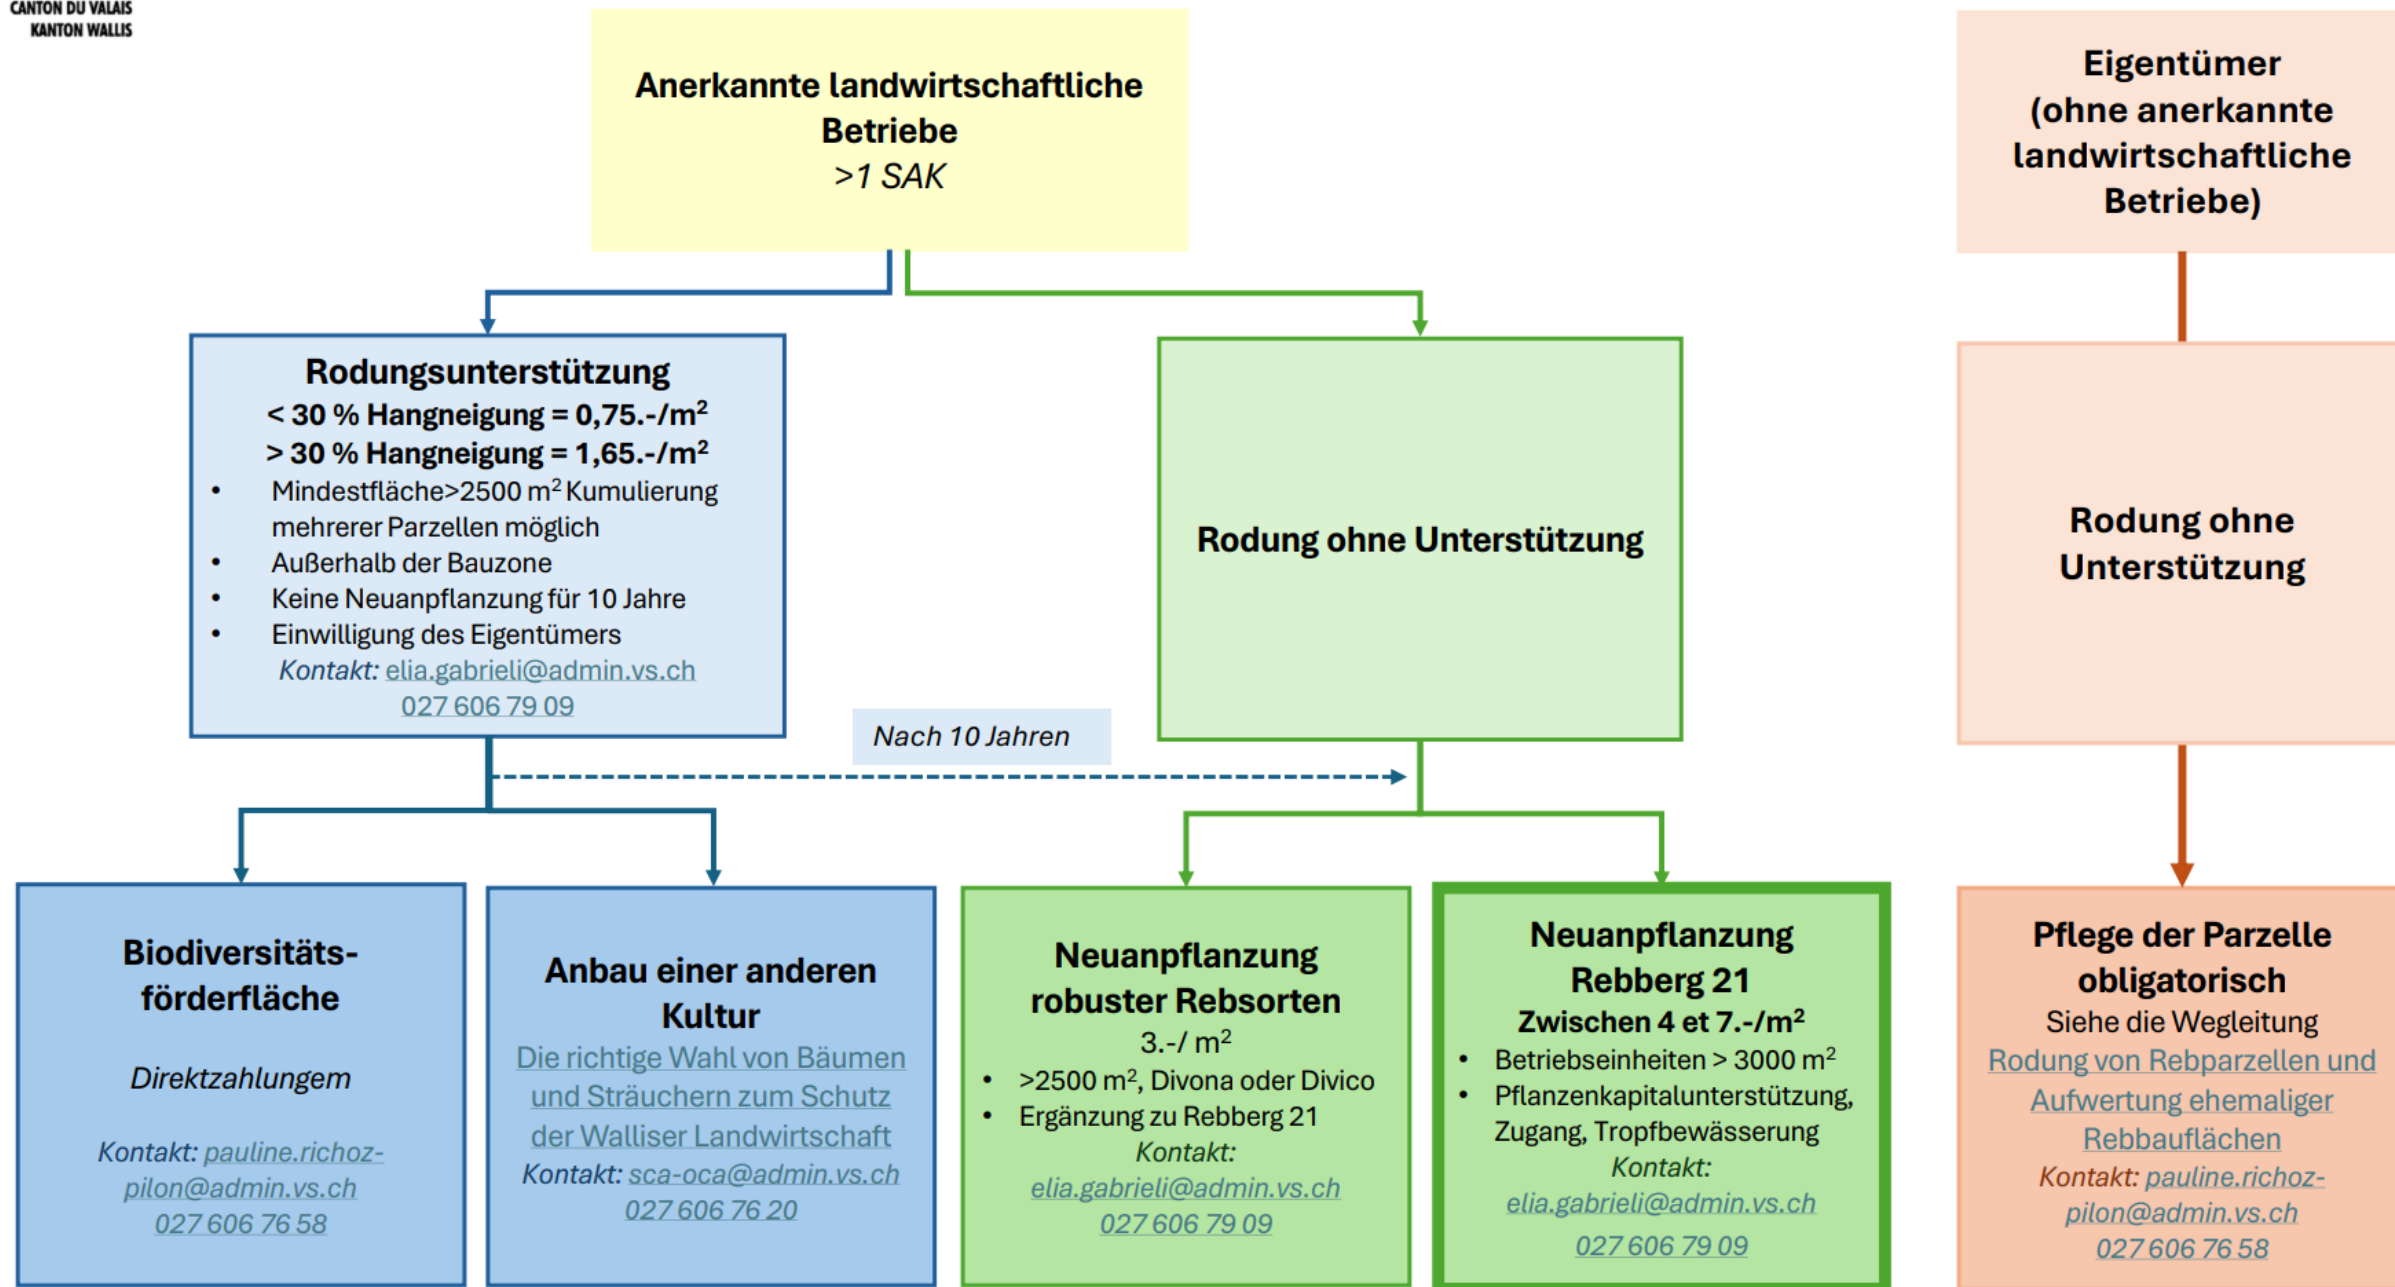 CANTON DU VALAIS
KANTON WALLIS
Anerkannte landwirtschaftliche
Betriebe
>1 SAK
Eigentümer
(ohne anerkannte
landwirtschaftliche
Betriebe)
Rodungsunterstützung
< 30 % Hangneigung = 0,75.-/m²
> 30 % Hangneigung = 1,65.-/m²
• Mindestfläche>2500 m² Kumulierung
mehrerer Parzellen möglich
• Außerhalb der Bauzone
• Keine Neuanpflanzung für 10 Jahre
• Einwilligung des Eigentümers
Kontakt: elia.gabrieli@admin.vs.ch
027 606 79 09
Rodung ohne Unterstützung
Rodung ohne
Unterstützung
Nach 10 Jahren
Biodiversitäts-
förderfläche
Direktzahlungem
Kontakt: pauline.richoz-
pilon@admin.vs.ch
027 606 76 58
Anbau einer anderen
Kultur
Die richtige Wahl von Bäumen
und Sträuchern zum Schutz
der Walliser Landwirtschaft
Kontakt: sca-oca@admin.vs.ch
027 606 76 20
Neuanpflanzung
robuster Rebsorten
3.-/ m²
• >2500 m², Divona oder Divico
• Ergänzung zu Rebberg 21
Kontakt:
elia.gabrieli@admin.vs.ch
027 606 79 09
Neuanpflanzung
Rebberg 21
Zwischen 4 et 7.-/m²
• Betriebseinheiten > 3000 m²
• Pflanzenkapitalunterstützung,
Zugang, Tropfbewässerung
Kontakt:
elia.gabrieli@admin.vs.ch
027 606 79 09
Pflege der Parzelle
obligatorisch
Siehe die Wegleitung
Rodung von Rebparzellen und
Aufwertung ehemaliger
Rebbauflächen
Kontakt: pauline.richoz-
pilon@admin.vs.ch
027 606 76 58